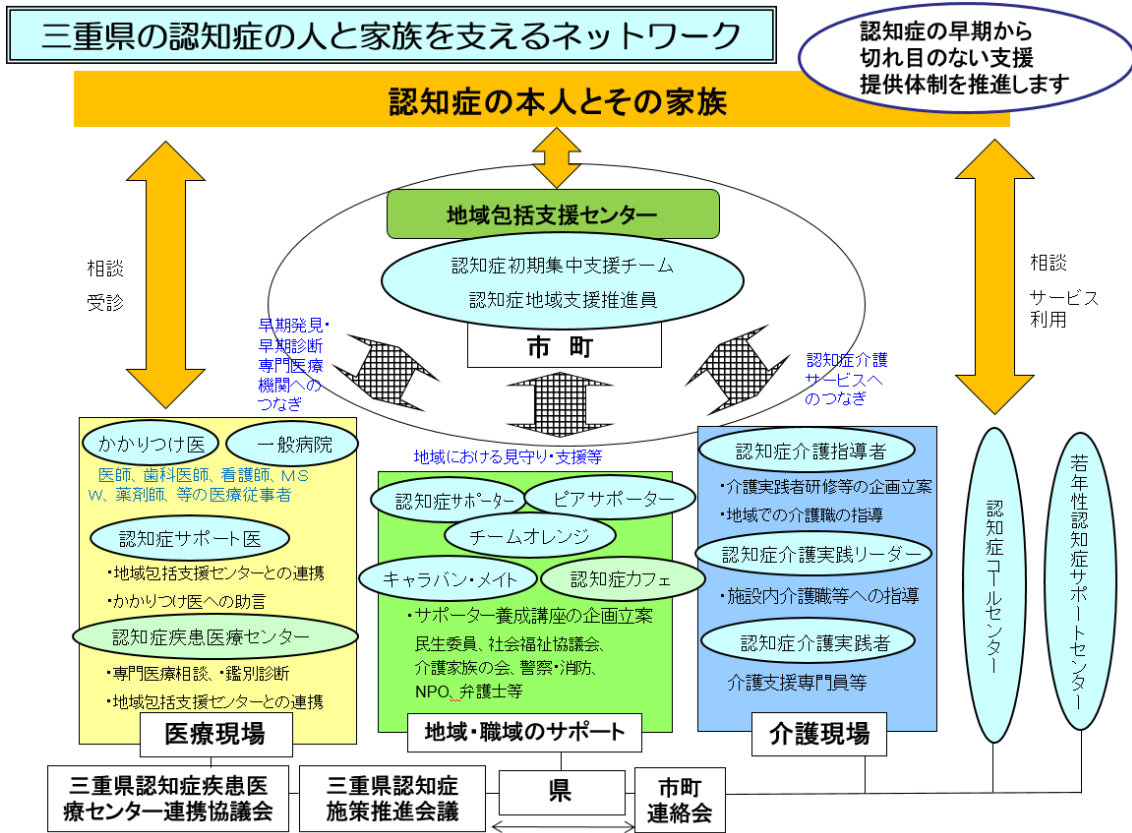 三重県の認知症の人と家族を支えるネットワーク
認知症の早期から
切れ目のない支援
提供体制を推進します
認知症の本人とその家族
地域包括支援センター
認知症初期集中支援チーム
認知症地域支援推進員
市 町
相談
受診
相談
サービス
利用
早期発見・
早期診断
専門医療
機関への
つなぎ
認知症介護
サービスへ
のつなぎ
地域における見守り・支援等
かかりつけ医
一般病院
医師、歯科医師、看護師、MS
W、薬剤師、等の医療従事者
認知症サポート医
・地域包括支援センターとの連携
・かかりつけ医への助言
認知症疾患医療センター
・専門医療相談、・鑑別診断
・地域包括支援センターとの連携
医療現場
認知症サポーター
ピアサポーター
チームオレンジ
キャラバン・メイト
認知症カフェ
・サポーター養成講座の企画立案
民生委員、社会福祉協議会、
介護家族の会、警察・消防、
NPO、弁護士等
地域・職域のサポート
認知症介護指導者
・介護実践者研修等の企画立案
・地域での介護職の指導
認知症介護実践リーダー
・施設内介護職等への指導
認知症介護実践者
介護支援専門員等
介護現場
認知症コールセンター
若年性認知症サポートセンター
三重県認知症疾患医
療センター連携協議会
三重県認知症
施策推進会議
県
市町
連絡会